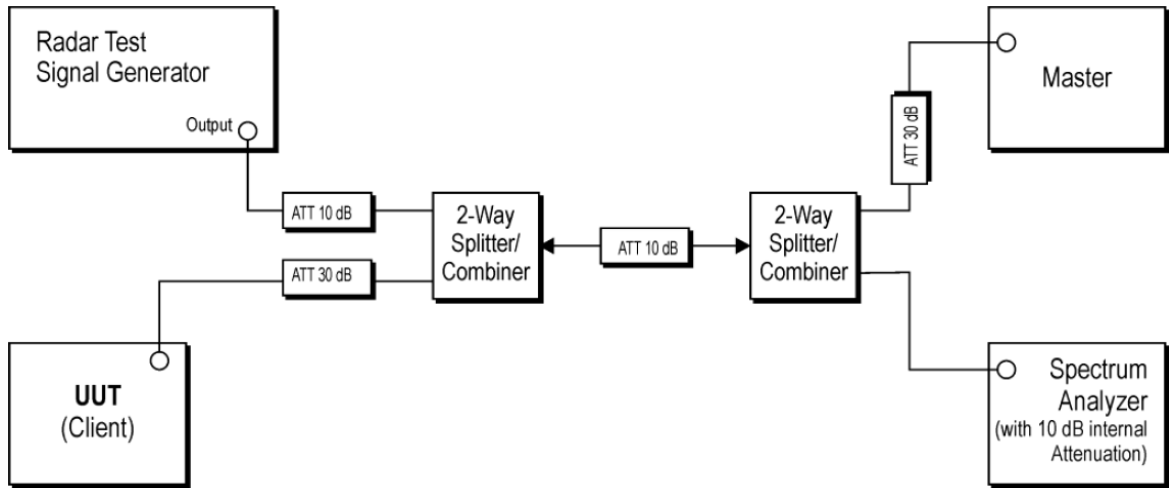 Radar Test
Signal Generator
Output
ATT 10 dB
ATT 30 dB
UUT
(Client)
2-Way
Splitter/
Combiner
ATT 10 dB
2-Way
Splitter/
Combiner
ATT 30 dB
Master
Spectrum
Analyzer
(with 10 dB internal
Attenuation)